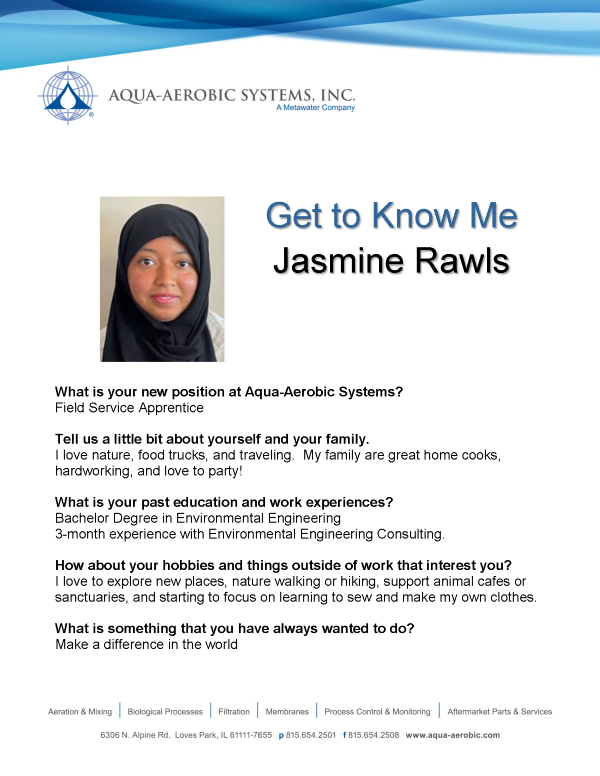 AQUA-AEROBIC SYSTEMS, INC.
A Metawater Company
®
Get to Know Me
Jasmine Rawls
What is your new position at Aqua-Aerobic Systems?
Field Service Apprentice
Tell us a little bit about yourself and your family.
I love nature, food trucks, and traveling.  My family are great home cooks,
hardworking, and love to party!
What is your past education and work experiences?
Bachelor Degree in Environmental Engineering
3-month experience with Environmental Engineering Consulting.
How about your hobbies and things outside of work that interest you?
I love to explore new places, nature walking or hiking, support animal cafes or
sanctuaries, and starting to focus on learning to sew and make my own clothes.
What is something that you have always wanted to do?
Make a difference in the world
Aeration & Mixing | Biological Processes | Filtration | Membranes | Process Control & Monitoring | Aftermarket Parts & Services
6306 N. Alpine Rd.  Loves Park, IL 61111-7655  p 815.654.2501  f 815.654.2508  www.aqua-aerobic.com